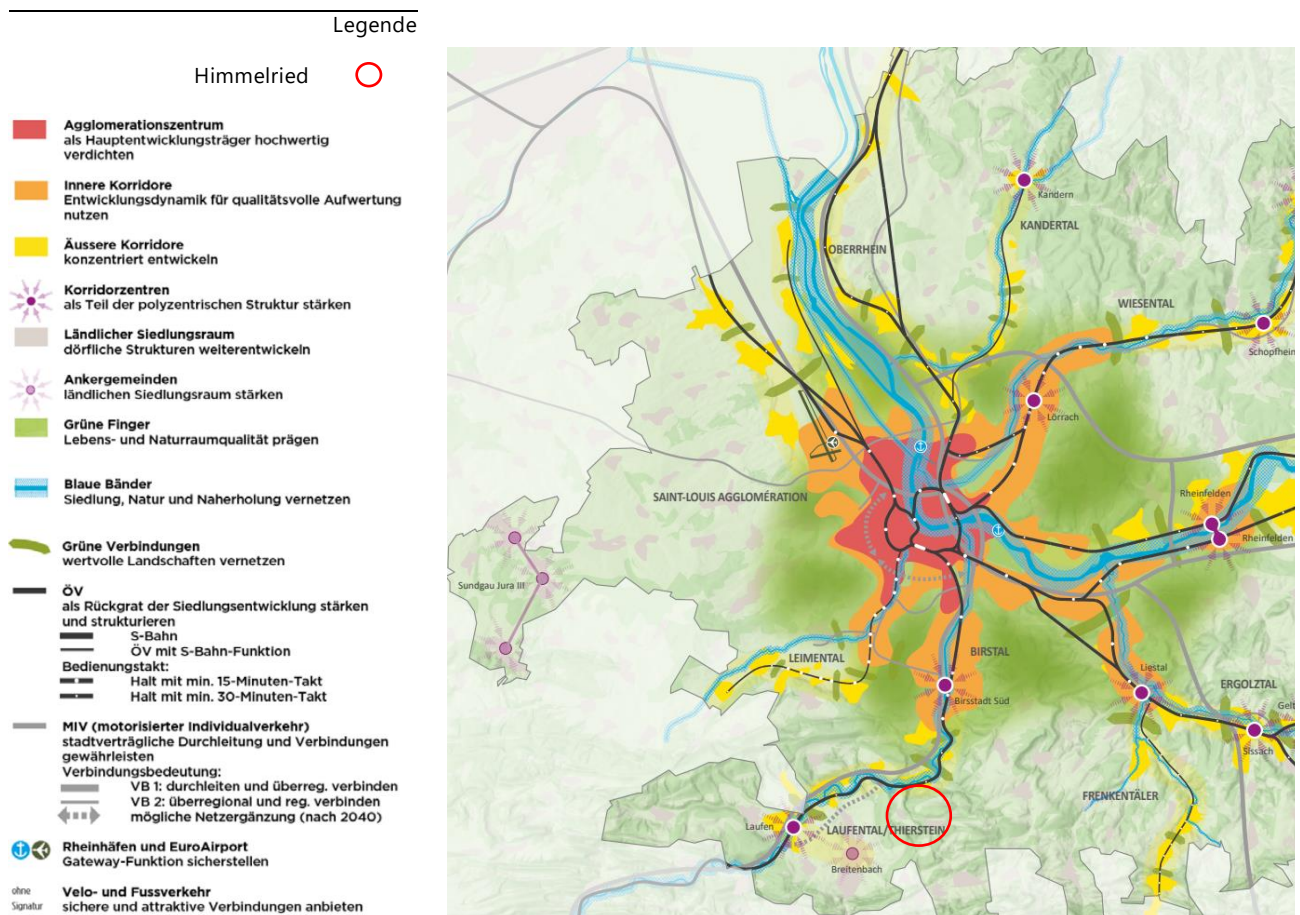 Legende
Himmelried
Agglomerationszentrum
als Hauptentwicklungsträger hochwertig
verdichten
Innere Korridore
Entwicklungsdynamik für qualitätsvolle Aufwertung
nutzen
Äussere Korridore
konzentriert entwickeln
Korridorzentren
als Teil der polyzentrischen Struktur stärken
Ländlicher Siedlungsraum
dörfliche Strukturen weiterentwickeln
Ankergemeinden
ländlichen Siedlungsraum stärken
Grüne Finger
Lebens- und Naturraumqualität prägen
Blaue Bänder
Siedlung, Natur und Naherholung vernetzen
Grüne Verbindungen
wertvolle Landschaften vernetzen
ÖV
als Rückgrat der Siedlungsentwicklung stärken
und strukturieren
S-Bahn
ÖV mit S-Bahn-Funktion
Bedienungstakt:
Halt mit min. 15-Minuten-Takt
Halt mit min. 30-Minuten-Takt
MIV (motorisierter Individualverkehr)
stadtverträgliche Durchleitung und Verbindungen
gewährleisten
Verbindungsbedeutung:
VB 1: durchleiten und überreg. verbinden
VB 2: überregional und reg. verbinden
mögliche Netzergänzung (nach 2040)
Rheinhäfen und EuroAirport
Gateway-Funktion sicherstellen
ohne
Signatur
Velo- und Fussverkehr
sichere und attraktive Verbindungen anbieten
Kandern
KANDERTAL
OBERRHEIN
WIESENTAL
Schopfheim
Lörrach
SAINT-LOUIS AGGLOMÉRATION
Rheinfelden
Rheinfelden
Sundgau Jura III
LEIMENTAL
BIRSTAL
Liestal
ERGOLZTAL
Birsstadt Süd
Gelt
Sissach
FRENKENTÄLER
Laufen
LAUFENTAL/THIERSTEIN
Breitenbach